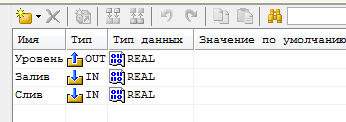 Имя Тип Тип данных Значение по умолчанию
Уровень OUT REAL
Залив IN REAL
Слив IN REAL